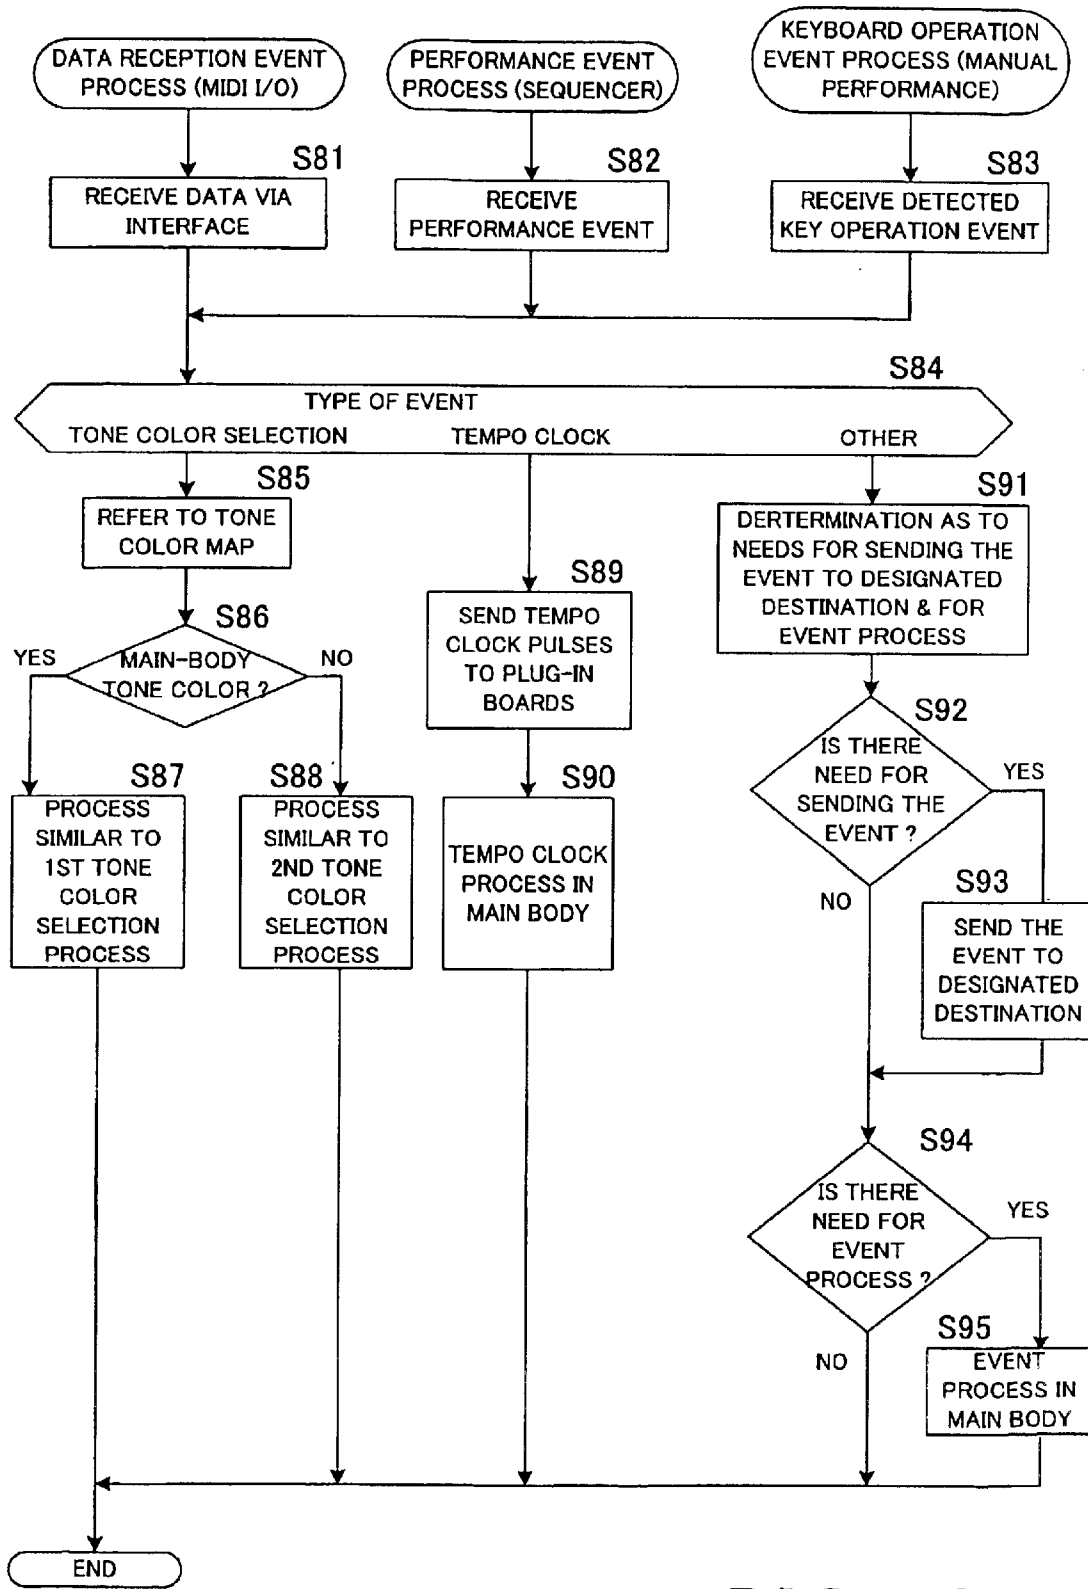 DATA RECEPTION EVENT
PROCESS (MIDI I/O)
PERFORMANCE EVENT
PROCESS (SEQUENCER)
KEYBOARD OPERATION
EVENT PROCESS (MANUAL
PERFORMANCE)
S81
RECEIVE DATA VIA
INTERFACE
S82
RECEIVE
PERFORMANCE EVENT
S83
RECEIVE DETECTED
KEY OPERATION EVENT
S84
TYPE OF EVENT
TONE COLOR SELECTION
TEMPO CLOCK
OTHER
S85
REFER TO TONE
COLOR MAP
S86
YES
MAIN-BODY
TONE COLOR ?
NO
S87
PROCESS
SIMILAR TO
1ST TONE
COLOR
SELECTION
PROCESS
S88
PROCESS
SIMILAR TO
2ND TONE
COLOR
SELECTION
PROCESS
S89
SEND TEMPO
CLOCK PULSES
TO PLUG-IN
BOARDS
S90
TEMPO CLOCK
PROCESS IN
MAIN BODY
S91
DERTERMINATION AS TO
NEEDS FOR SENDING THE
EVENT TO DESIGNATED
DESTINATION & FOR
EVENT PROCESS
S92
IS THERE
NEED FOR
SENDING THE
EVENT ?
YES
NO
S93
SEND THE
EVENT TO
DESIGNATED
DESTINATION
S94
IS THERE
NEED FOR
EVENT
PROCESS ?
YES
NO
S95
EVENT
PROCESS IN
MAIN BODY
END